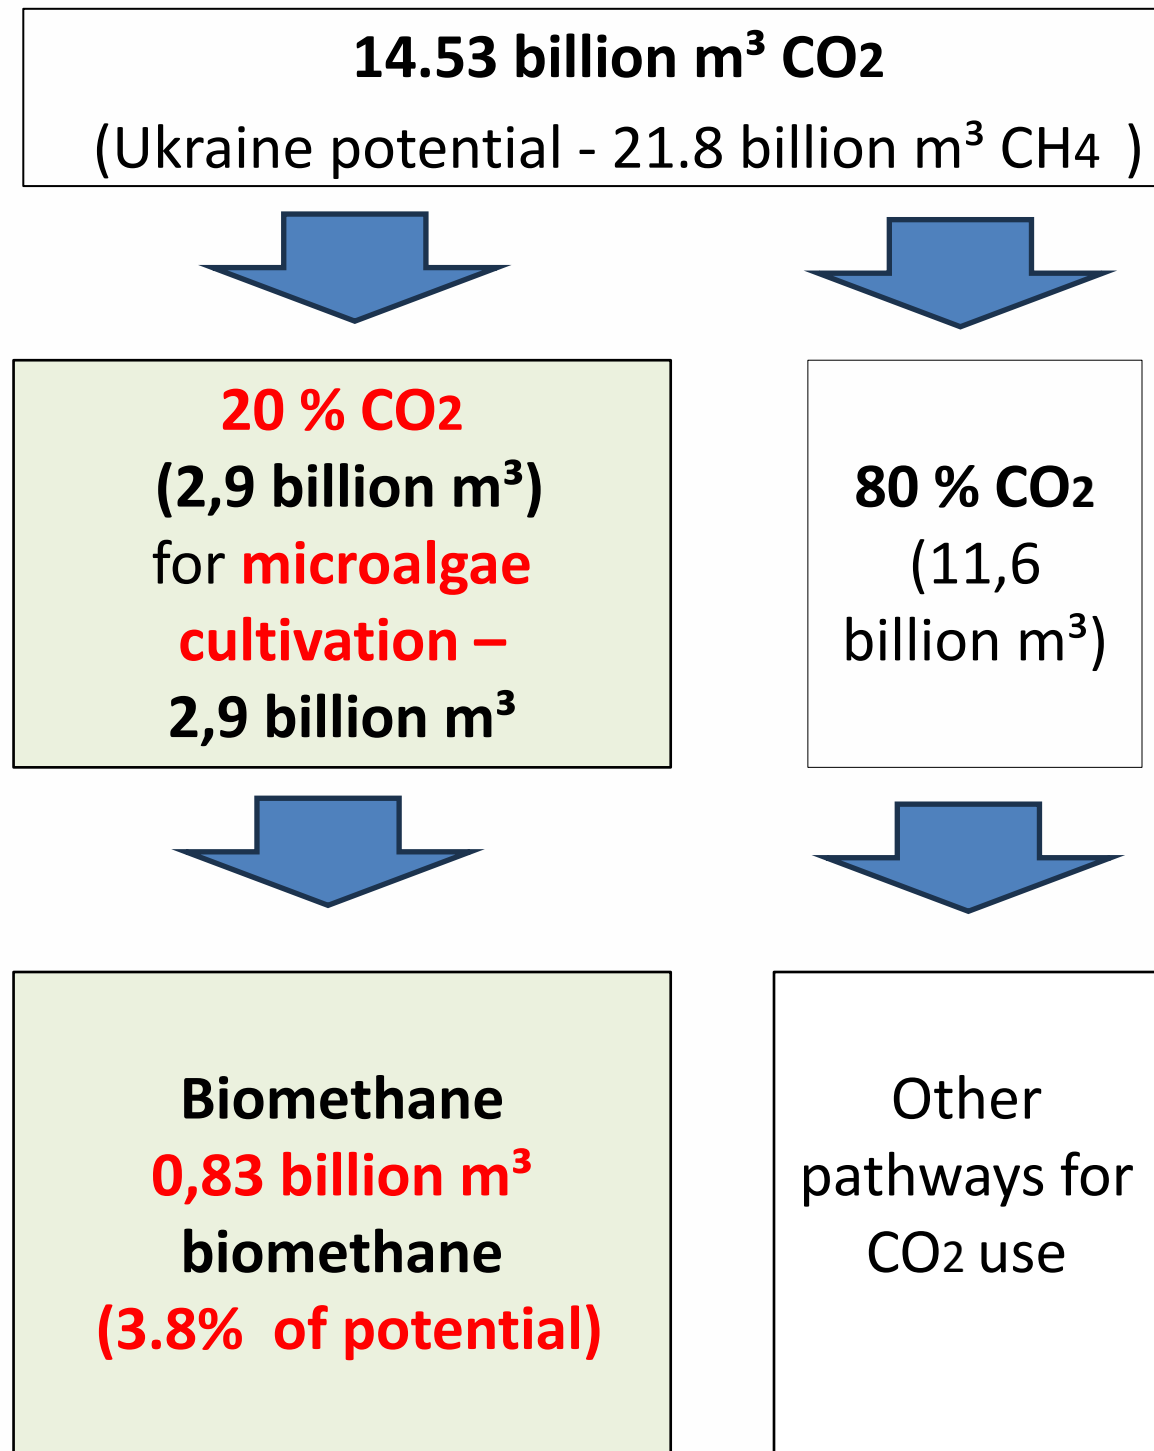 14.53 billion m³ CO2
(Ukraine potential - 21.8 billion m³ CH4 )
20 % CO2
(2,9 billion m³)
for microalgae
cultivation –
2,9 billion m³
80 % CO2
(11,6
billion m³)
Biomethane
0,83 billion m³
biomethane
(3.8% of potential)
Other
pathways for
CO2 use